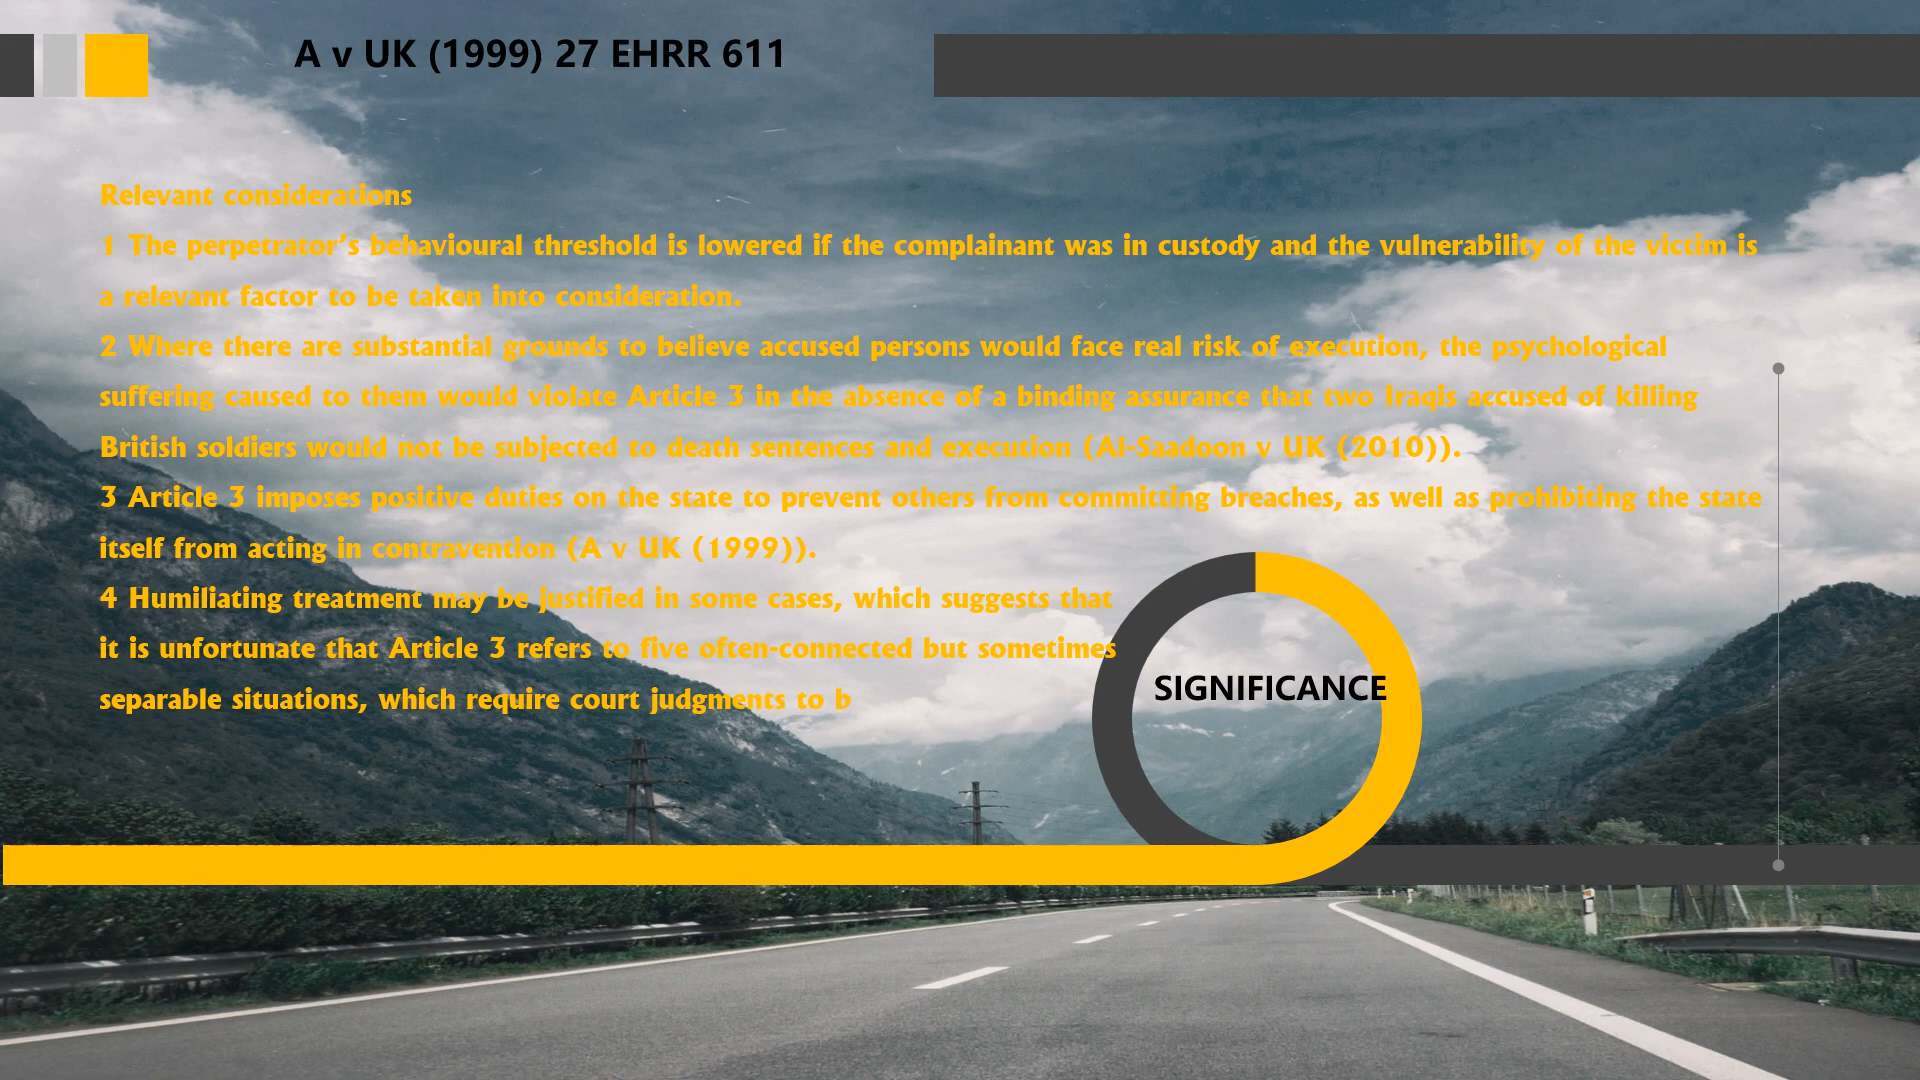 A v UK (1999) 27 EHRR 611
Relevant considerations
1 The perpetrator’s behavioural threshold is lowered if the complainant was in custody and the vulnerability of the victim is
a relevant factor to be taken into consideration.
2 Where there are substantial grounds to believe accused persons would face real risk of execution, the psychological
suffering caused to them would violate Article 3 in the absence of a binding assurance that two Iraqis accused of killing
British soldiers would not be subjected to death sentences and execution (Al-Saadoon v UK (2010)).
3 Article 3 imposes positive duties on the state to prevent others from committing breaches, as well as prohibiting the state
itself from acting in contravention (A v UK (1999)).
4 Humiliating treatment may be justified in some cases, which suggests that
it is unfortunate that Article 3 refers to five often-connected but sometimes
separable situations, which require court judgments to b
SIGNIFICANCE